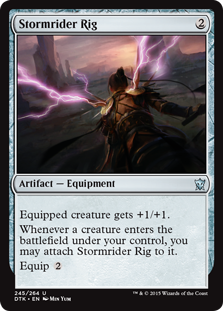 Stormrider Rig 2
Artifact — Equipment
Equipped creature gets +1/+1.
Whenever a creature enters the
battlefield under your control, you
may attach Stormrider Rig to it.
Equip 2
245/264 U
DTK • EN Min Yum
™ & © 2015 Wizards of the Coast